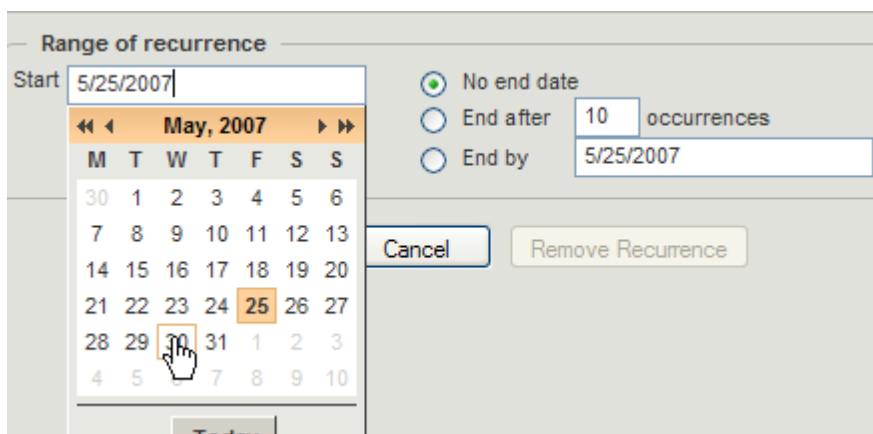 Range of recurrence
Start 5/25/2007
No end date
End after 10 occurrences
End by 5/25/2007
May, 2007
M T W T F S S
30 1 2 3 4 5 6
7 8 9 10 11 12 13
14 15 16 17 18 19 20
21 22 23 24 25 26 27
28 29 30 31 1 2 3
4 5 6 7 8 9 10
Today
Cancel
Remove Recurrence